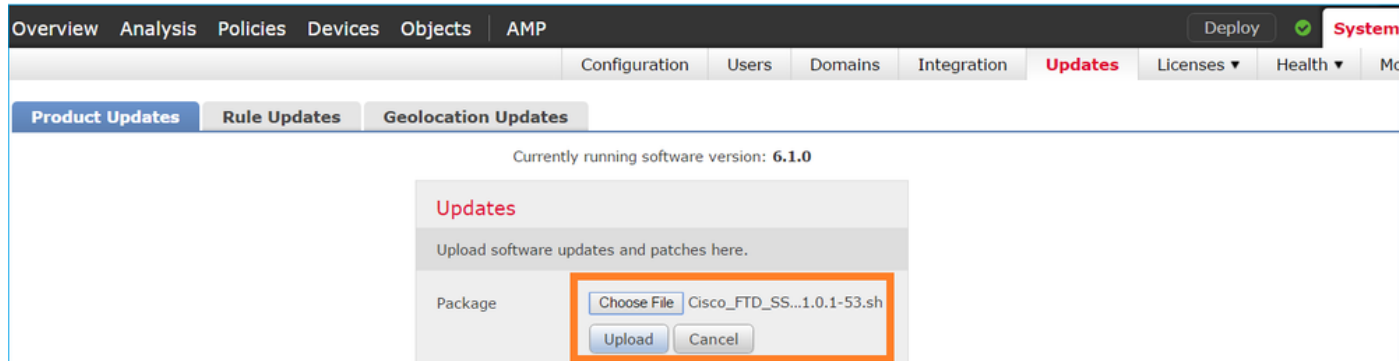 Overview Analysis Policies Devices Objects AMP Deploy System
Configuration Users Domains Integration Updates Licenses ▾ Health ▾
Product Updates Rule Updates Geolocation Updates
Currently running software version: 6.1.0
Updates
Upload software updates and patches here.
Package Choose File Cisco_FTD_SS...1.0.1-53.sh
Upload Cancel